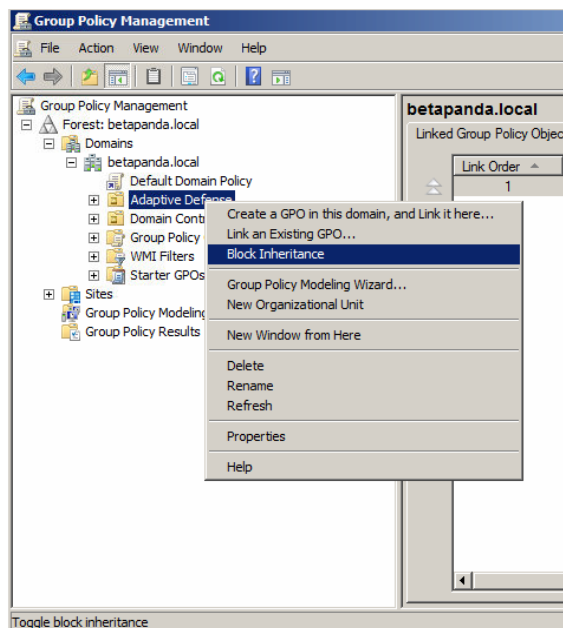 Group Policy Management
File Action View Window Help
Group Policy Management
Forest: betapanda.local
Domains
betapanda.local
Default Domain Policy
Adaptive Defense
Domain Contr
Group Policy
WMI Filters
Starter GPOs
Sites
Group Policy Modeling
Group Policy Results
Create a GPO in this domain, and Link it here...
Link an Existing GPO...
Block Inheritance
Group Policy Modeling Wizard...
New Organizational Unit
New Window from Here
Delete
Rename
Refresh
Properties
Help
betapanda.local
Linked Group Policy Objec
Link Order
1
Toggle block inheritance